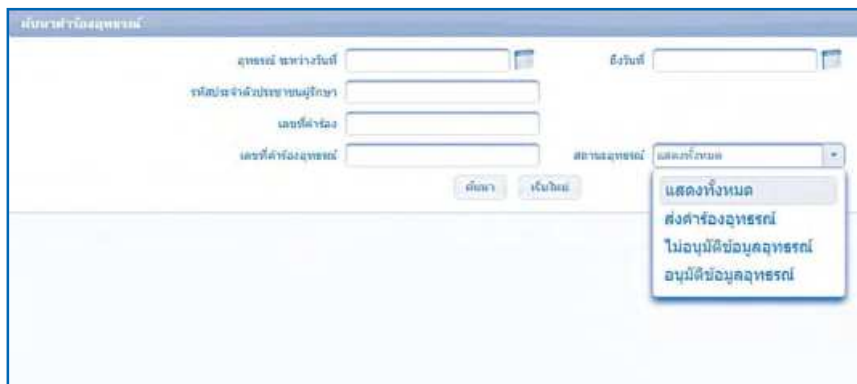 ค้นหาคำร้องอุทธรณ์
อุทธรณ์ ระหว่างวันที่ ถึงวันที่
รหัสประจำตัวประชาชนผู้รักษา
เลขที่คำร้อง
เลขที่คำร้องอุทธรณ์ สถานะอุทธรณ์ แสดงทั้งหมด
ค้นหา เริ่มใหม่
แสดงทั้งหมด
ส่งคำร้องอุทธรณ์
ไม่อนุมัติข้อมูลอุทธรณ์
อนุมัติข้อมูลอุทธรณ์